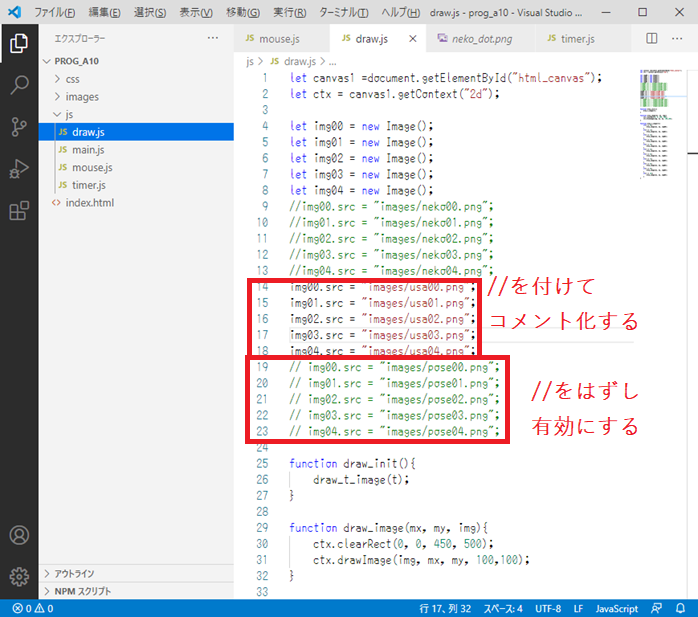 ファイル(F) 編集(E) 選択(S) 表示(V) 移動(G) 実行(R) ターミナル(T) ヘルプ(H) draw.js - prog_a10 - Visual Studio ...
エクスプローラー ...
PROG_A10
css
images
js
JS draw.js
JS main.js
JS mouse.js
JS timer.js
<> index.html
アウトライン
NPM スクリプト
JS mouse.js JS draw.js × neko_dot.png JS timer.js ...
js > JS draw.js > ...
1 let canvas1 =document.getElementById("html_canvas");
2 let ctx = canvas1.getContext("2d");
3
4 let img00 = new Image();
5 let img01 = new Image();
6 let img02 = new Image();
7 let img03 = new Image();
8 let img04 = new Image();
9 //img00.src = "images/neko00.png";
10 //img01.src = "images/neko01.png";
11 //img02.src = "images/neko02.png";
12 //img03.src = "images/neko03.png";
13 //img04.src = "images/neko04.png";
14 img00.src = "images/usa00.png";
15 img01.src = "images/usa01.png";
16 img02.src = "images/usa02.png";
17 img03.src = "images/usa03.png";
18 img04.src = "images/usa04.png";
//を付けて
コメント化する
19 // img00.src = "images/pose00.png";
20 // img01.src = "images/pose01.png";
21 // img02.src = "images/pose02.png";
22 // img03.src = "images/pose03.png";
23 // img04.src = "images/pose04.png";
//をはずし
有効にする
24
25 function draw_init(){
26 draw_t_image(t);
27 }
28
29 function draw_image(mx, my, img){
30 ctx.clearRect(0, 0, 450, 500);
31 ctx.drawImage(img, mx, my, 100,100);
32 }
33
0 0 行 17、列 32 スペース: 4 UTF-8 LF JavaScript